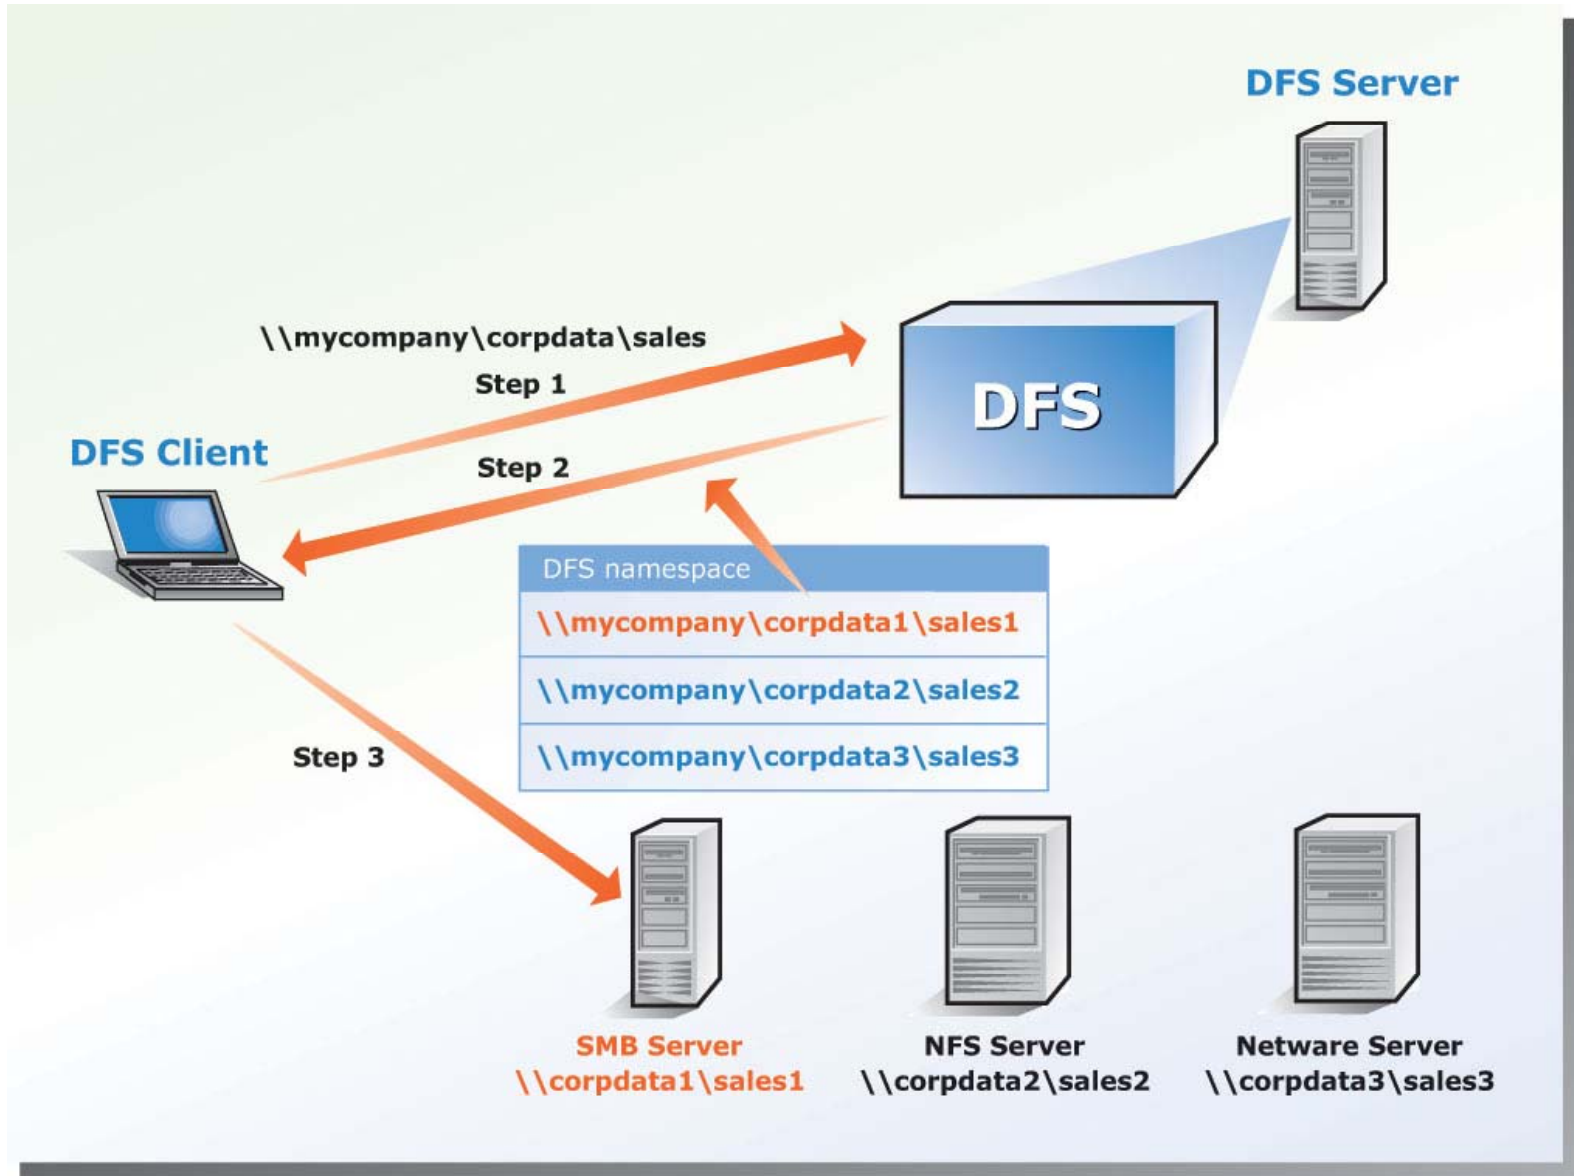 DFS Server
\\mycompany\corpdata\sales
Step 1
DFS
DFS Client
Step 2
DFS namespace
\\mycompany\corpdata1\sales1
\\mycompany\corpdata2\sales2
\\mycompany\corpdata3\sales3
Step 3
SMB Server
\\corpdata1\sales1
NFS Server
\\corpdata2\sales2
Netware Server
\\corpdata3\sales3